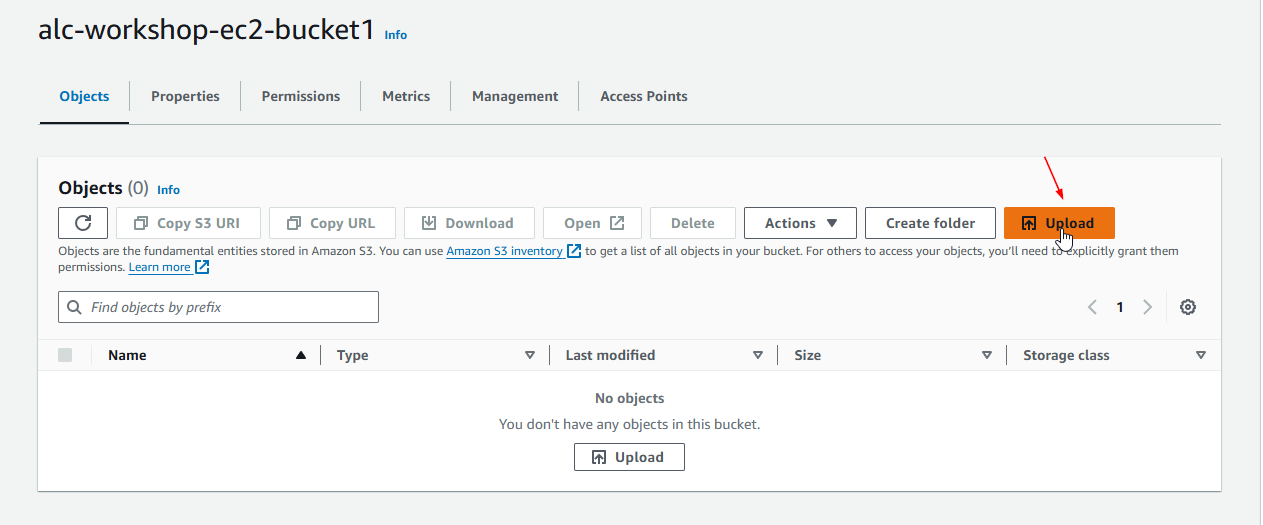 alc-workshop-ec2-bucket1 Info
Objects Properties Permissions Metrics Management Access Points
Objects (0) Info
Copy S3 URI Copy URL Download Open Delete Actions Create folder Upload
Objects are the fundamental entities stored in Amazon S3. You can use Amazon S3 inventory to get a list of all objects in your bucket. For others to access your objects, you'll need to explicitly grant them
permissions. Learn more
Find objects by prefix 1
Name Type Last modified Size Storage class
No objects
You don't have any objects in this bucket.
Upload